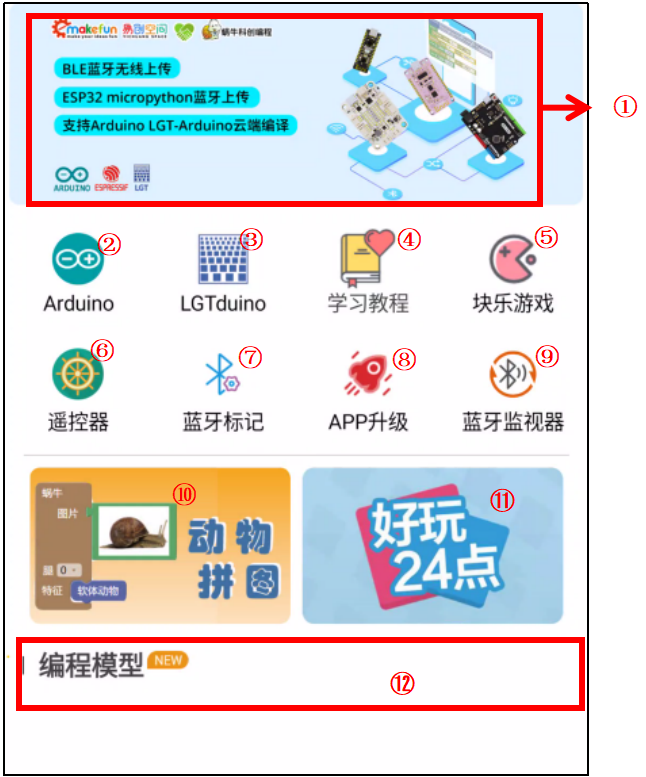 emakefun 易创空间 蜗牛科创编程
BLE蓝牙无线上传
ESP32 micropython蓝牙上传
支持Arduino LGT-Arduino云端编译
ARDUINO ESPRESSIF LGT
①
② ③ ④ ⑤
Arduino LGTduino 学习教程 块乐游戏
⑥ ⑦ ⑧ ⑨
遥控器 蓝牙标记 APP升级 蓝牙监视器
蜗牛
图片
⑩
动物
拼图
量 0
特征 软体动物
⑪
好玩
24点
编程模型 NEW
⑫